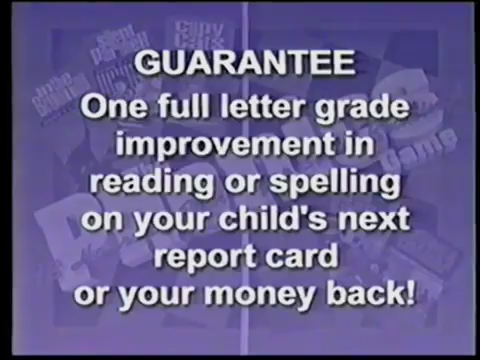 GUARANTEE
One full letter grade
improvement in
reading or spelling
on your child's next
report card
or your money back!